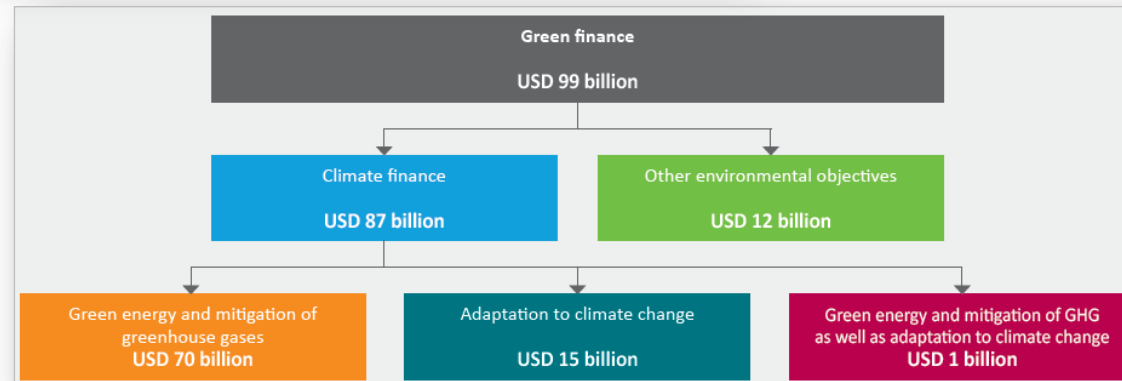 Green finance
USD 99 billion
Climate finance
USD 87 billion
Other environmental objectives
USD 12 billion
Green energy and mitigation of
greenhouse gases
USD 70 billion
Adaptation to climate change
USD 15 billion
Green energy and mitigation of GHG
as well as adaptation to climate change
USD 1 billion